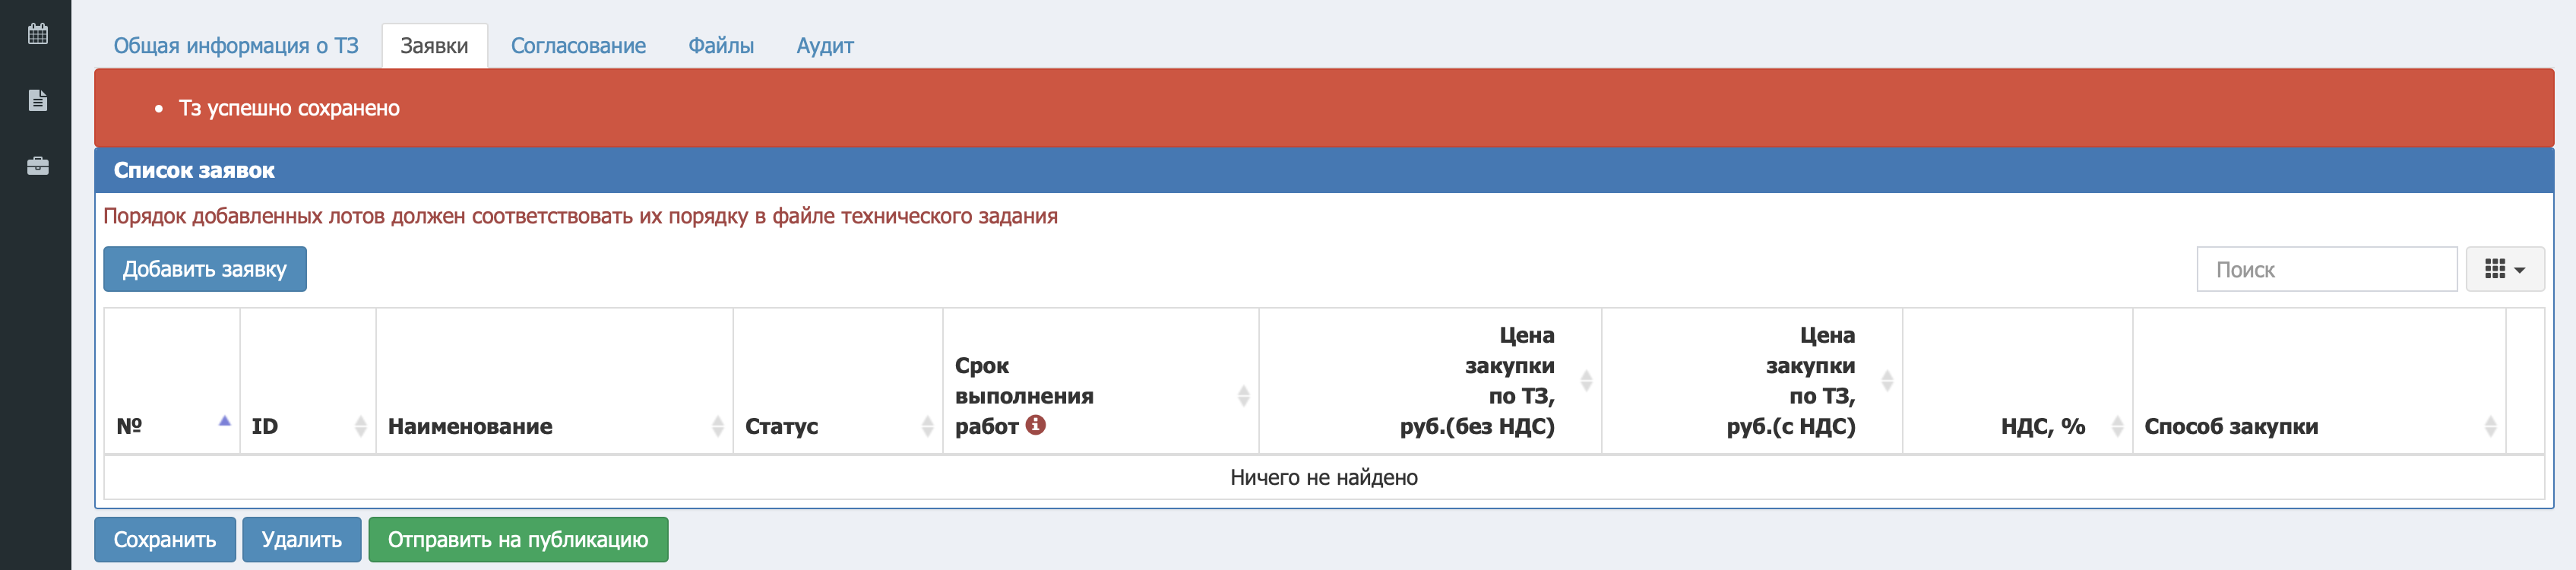 Общая информация о ТЗ Заявки Согласование Файлы Аудит
Тз успешно сохранено
Список заявок
Порядок добавленных лотов должен соответствовать их порядку в файле технического задания
Добавить заявку Поиск
№
ID
Наименование
Статус
Срок
выполнения
работ
Цена
закупки
по ТЗ,
руб.(без НДС)
Цена
закупки
по ТЗ,
руб.(с НДС)
НДС, %
Способ закупки
Ничего не найдено
Сохранить Удалить Отправить на публикацию